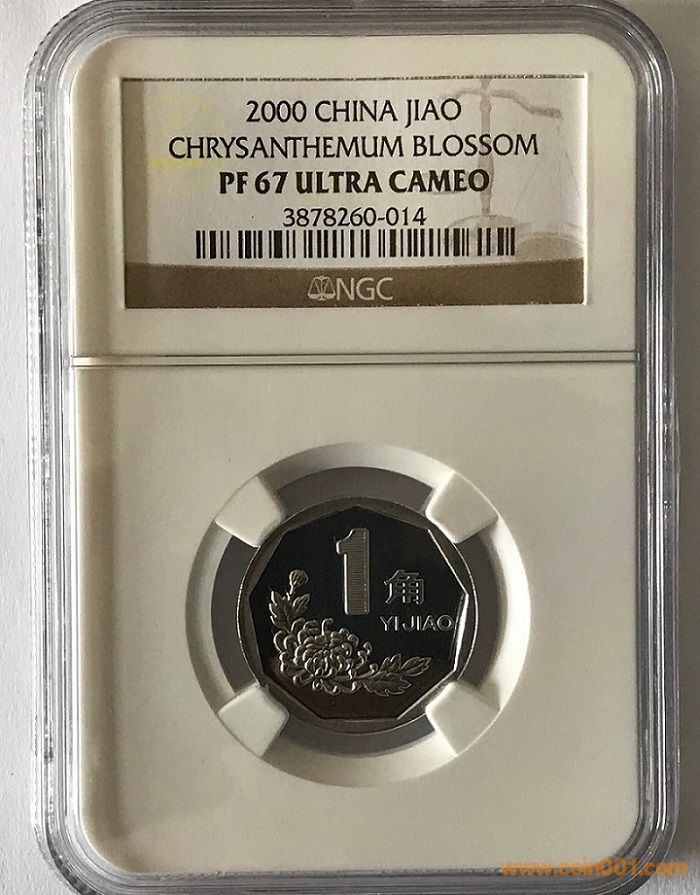 2000 CHINA JIAO
CHRYSANTHEMUM BLOSSOM
PF 67 ULTRA CAMEO
3878260-014
NGC
1
角
YI JIAO
www.coin001.com